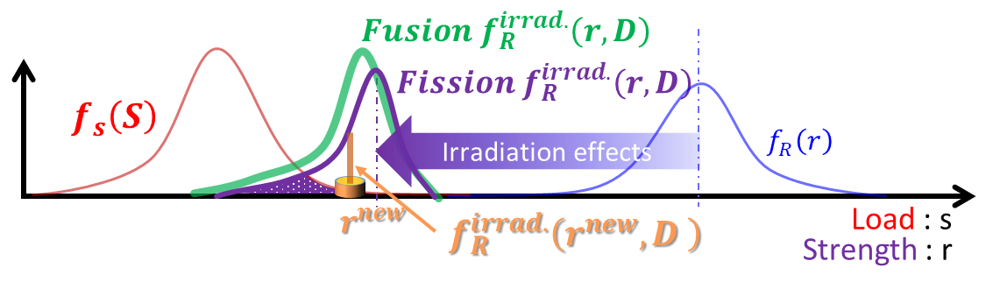 Fusion f_R^{irrad.}(r, D)
Fission f_R^{irrad.}(r, D)
f_s(S)
Irradiation effects
f_R(r)
r^{new}
f_R^{irrad.}(r^{new}, D )
Load : s
Strength : r